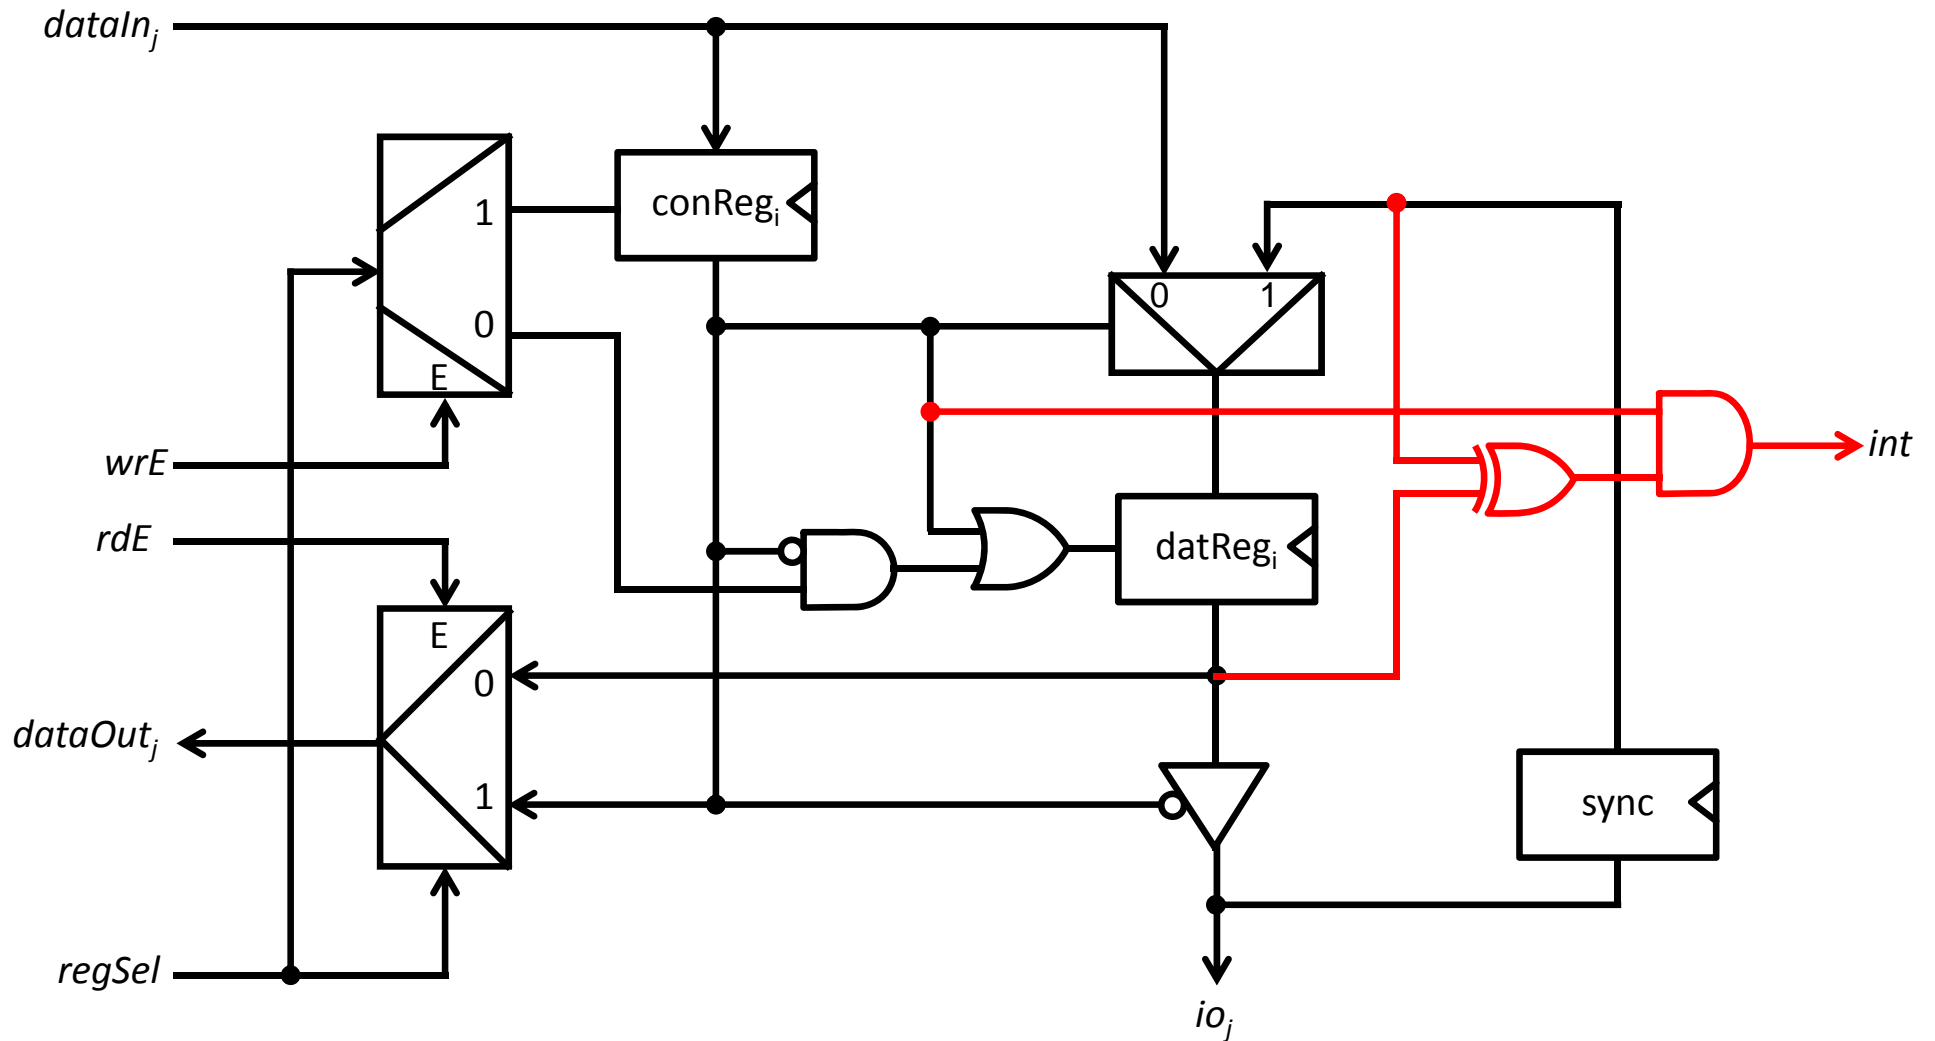 dataIn_j
1
conReg_i
0
1
0
E
int
wrE
rdE
datReg_i
E
0
dataOut_j
1
sync
regSel
io_j